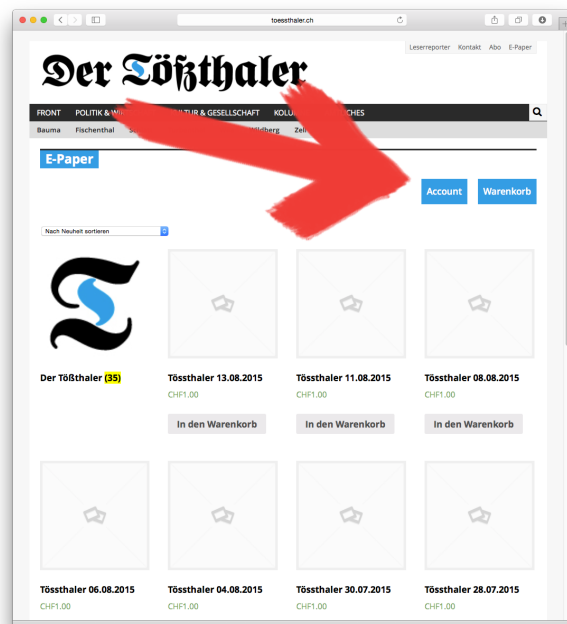 toessthaler.ch
Leserreporter Kontakt Abo E-Paper
Der Tößthaler
FRONT POLITIK & KULTUR & GESELLSCHAFT
Bauma Fischenthal
E-Paper
Account Warenkorb
Nach Neuheit sortieren
Der Tößthaler (35)
Tössthaler 13.08.2015 Tössthaler 11.08.2015 Tössthaler 08.08.2015
CHF1.00 CHF1.00 CHF1.00
In den Warenkorb In den Warenkorb In den Warenkorb
Tössthaler 06.08.2015 Tössthaler 04.08.2015 Tössthaler 30.07.2015 Tössthaler 28.07.2015
CHF1.00 CHF1.00 CHF1.00 CHF1.00